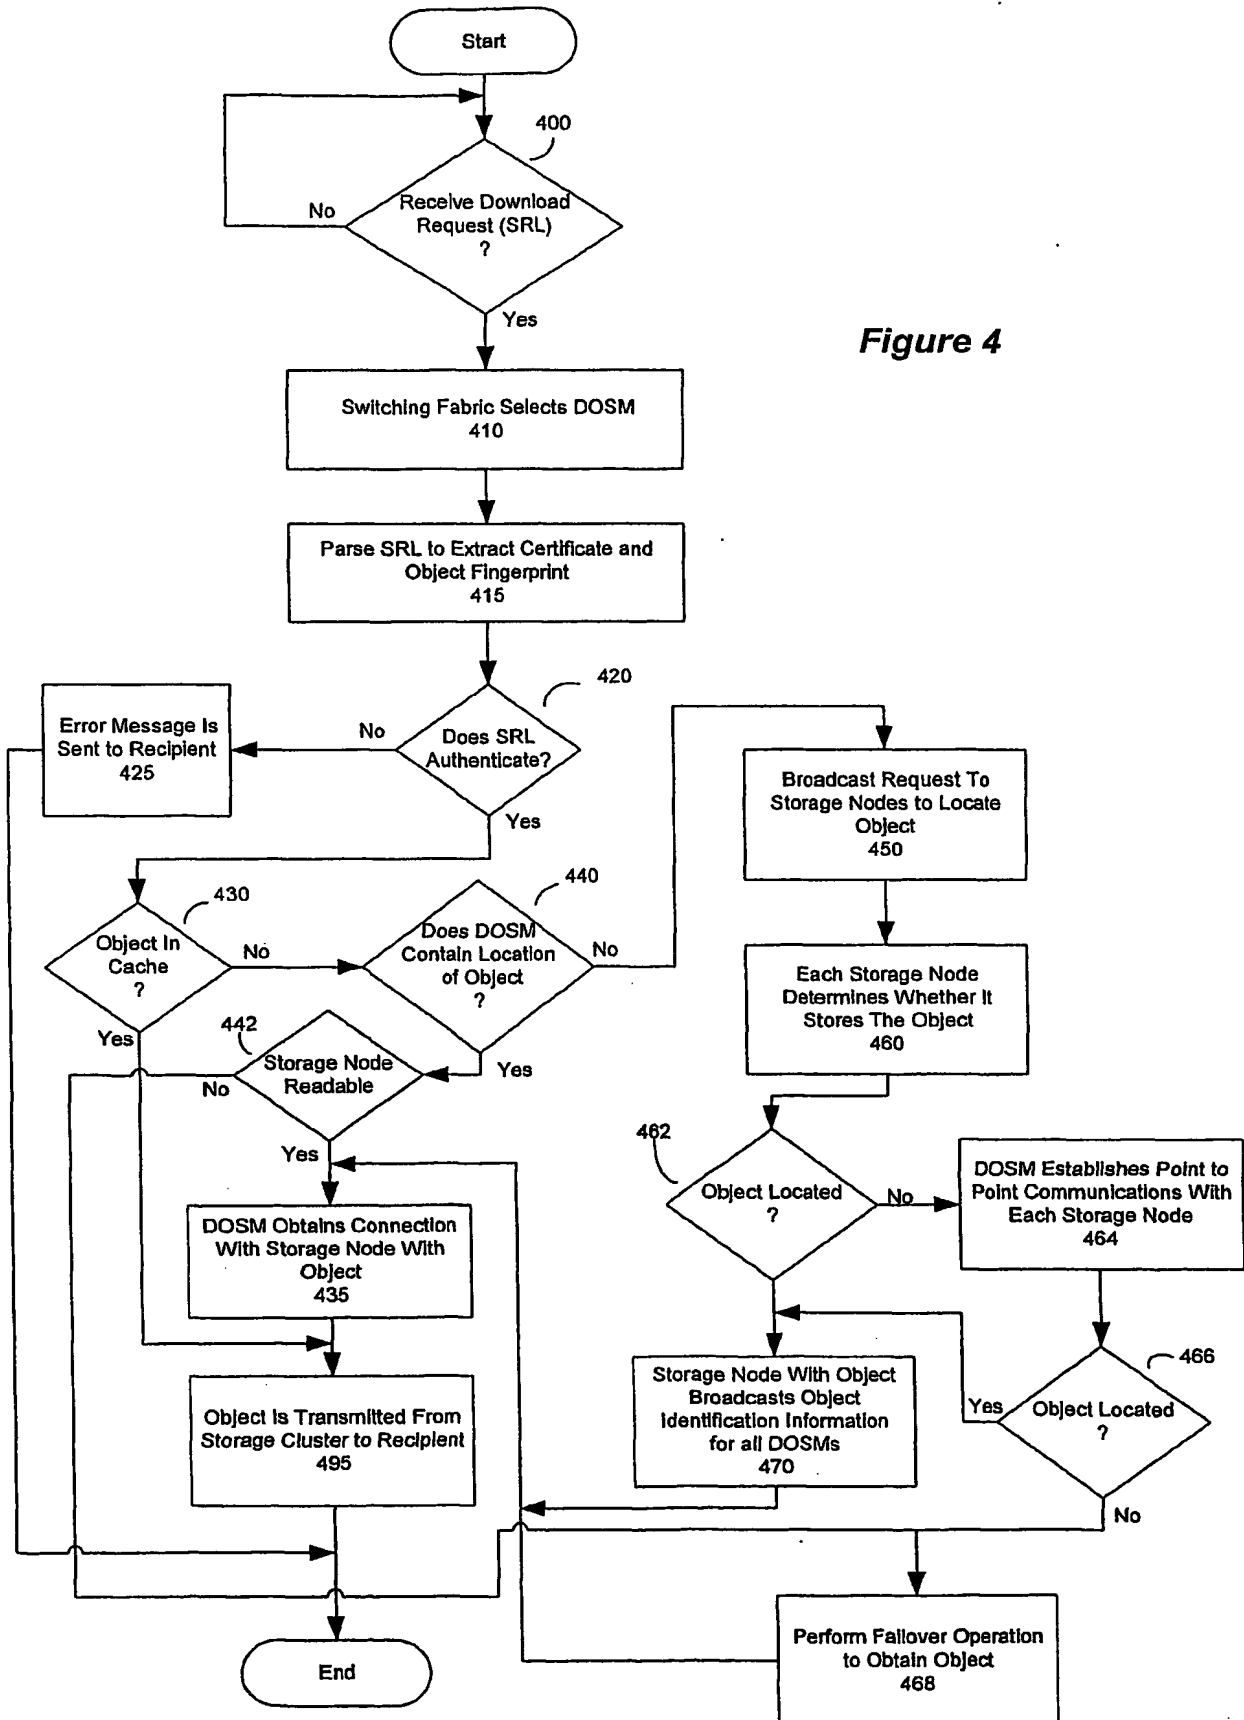 Start
400
Receive Download
Request (SRL)
?
No
Yes
Figure 4
Switching Fabric Selects DOSM
410
Parse SRL to Extract Certificate and
Object Fingerprint
415
420
Does SRL
Authenticate?
No
Yes
Error Message Is
Sent to Recipient
425
430
Object In
Cache
?
No
Yes
440
Does DOSM
Contain Location
of Object
?
No
Yes
442
Storage Node
Readable
No
Yes
DOSM Obtains Connection
With Storage Node With
Object
435
Object Is Transmitted From
Storage Cluster to Recipient
495
End
Broadcast Request To
Storage Nodes to Locate
Object
450
Each Storage Node
Determines Whether It
Stores The Object
460
462
Object Located
?
No
DOSM Establishes Point to
Point Communications With
Each Storage Node
464
466
Object Located
?
Yes
No
Storage Node With Object
Broadcasts Object
Identification Information
for all DOSMs
470
Perform Failover Operation
to Obtain Object
468